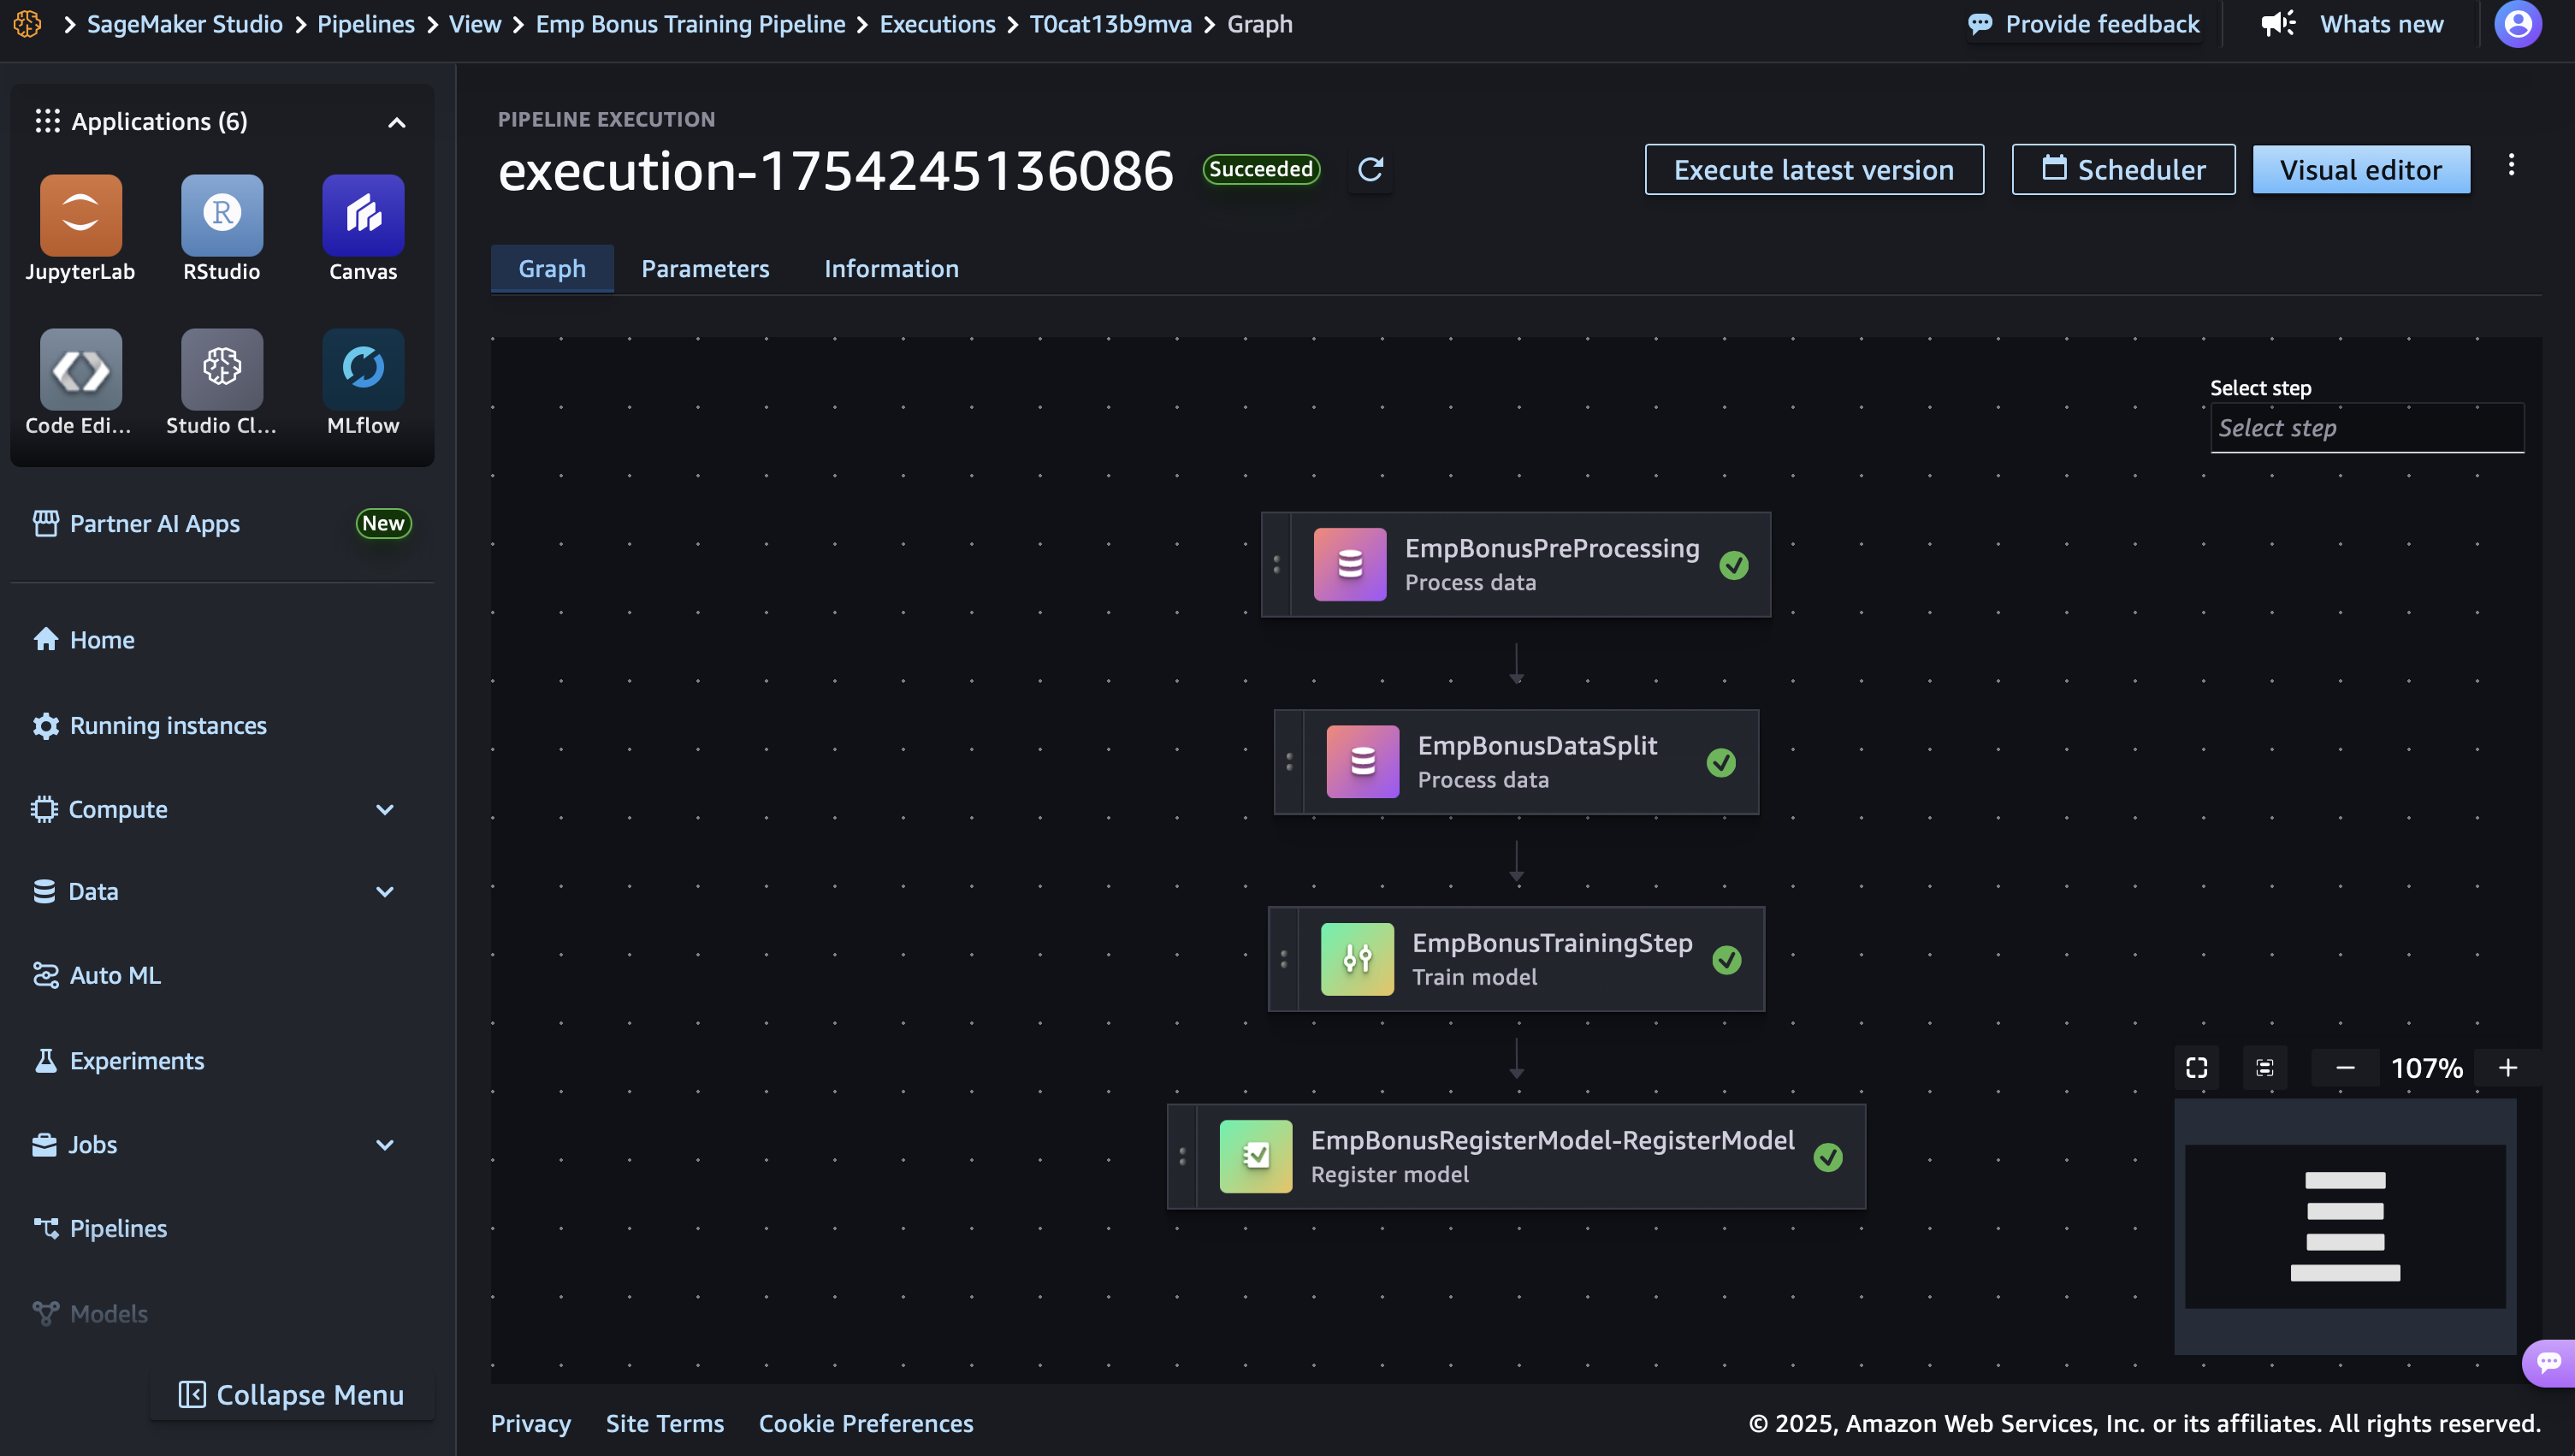 SageMaker Studio > Pipelines > View > Emp Bonus Training Pipeline > Executions > T0cat13b9mva > Graph
Provide feedback
Whats new
Applications (6)
JupyterLab
RStudio
Canvas
Code Edi...
Studio Cl...
MLflow
Partner AI Apps
New
Home
Running instances
Compute
Data
Auto ML
Experiments
Jobs
Pipelines
Models
Collapse Menu
PIPELINE EXECUTION
execution-1754245136086
Succeeded
Execute latest version
Scheduler
Visual editor
Graph
Parameters
Information
Select step
Select step
EmpBonusPreProcessing
Process data
EmpBonusDataSplit
Process data
EmpBonusTrainingStep
Train model
EmpBonusRegisterModel-RegisterModel
Register model
107%
Privacy
Site Terms
Cookie Preferences
© 2025, Amazon Web Services, Inc. or its affiliates. All rights reserved.